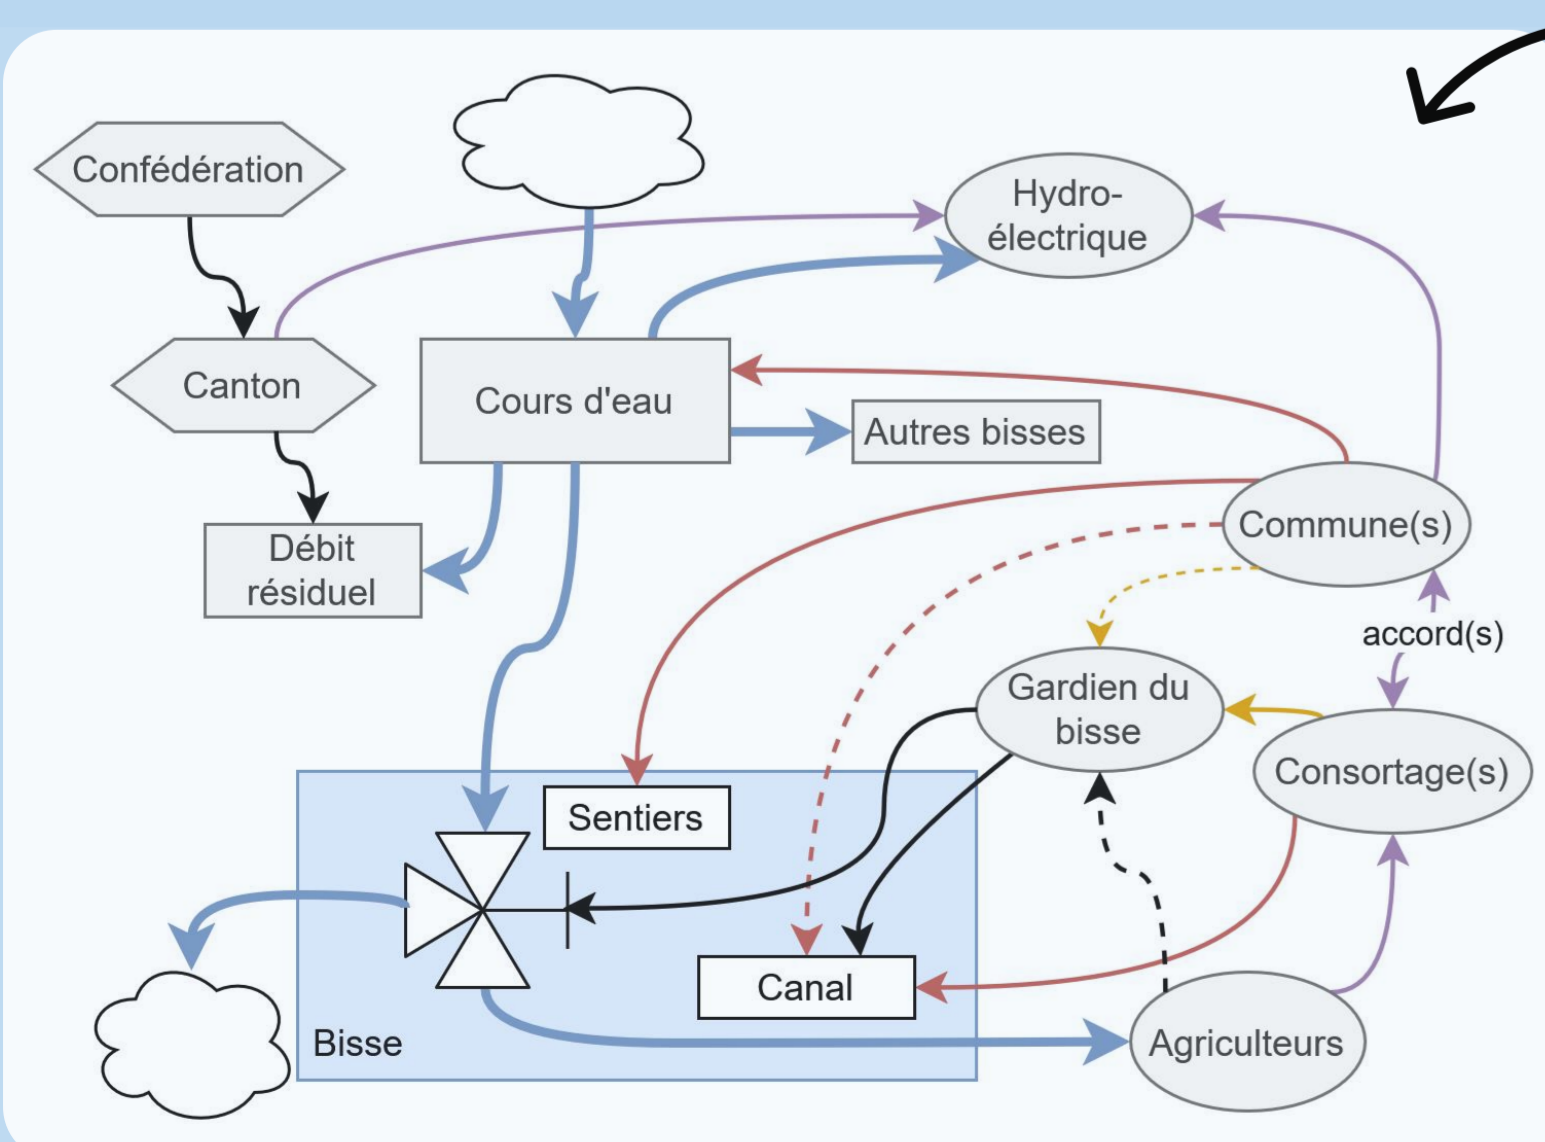 Confédération
Hydro-
électrique
Canton
Cours d'eau
Autres bisses
Débit
résiduel
Commune(s)
accord(s)
Gardien du
bisse
Consortage(s)
Sentiers
Canal
Bisse
Agriculteurs